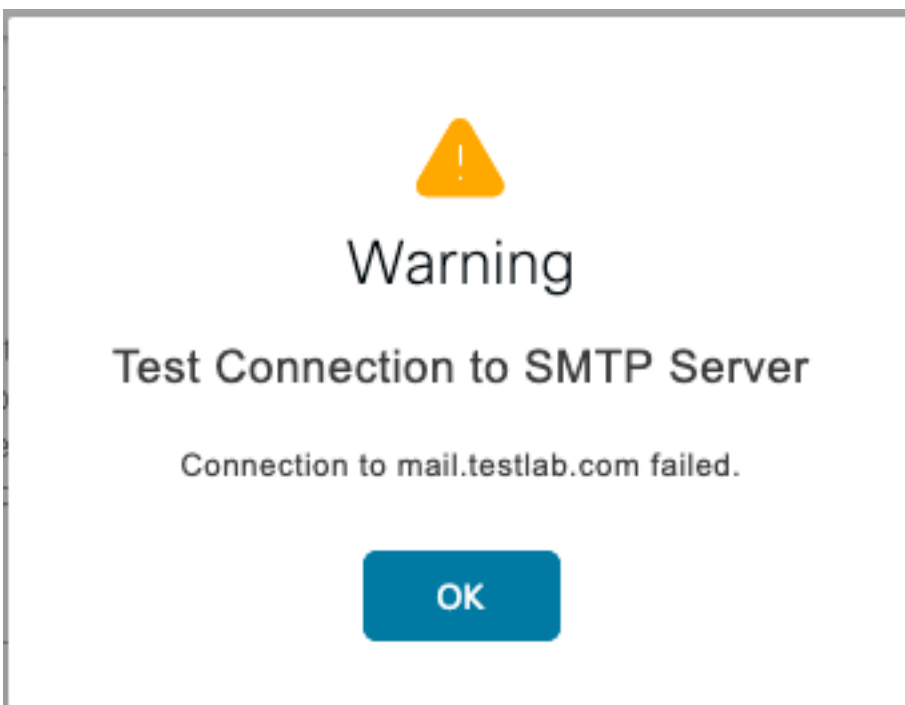 Warning
Test Connection to SMTP Server
Connection to mail.testlab.com failed.
OK